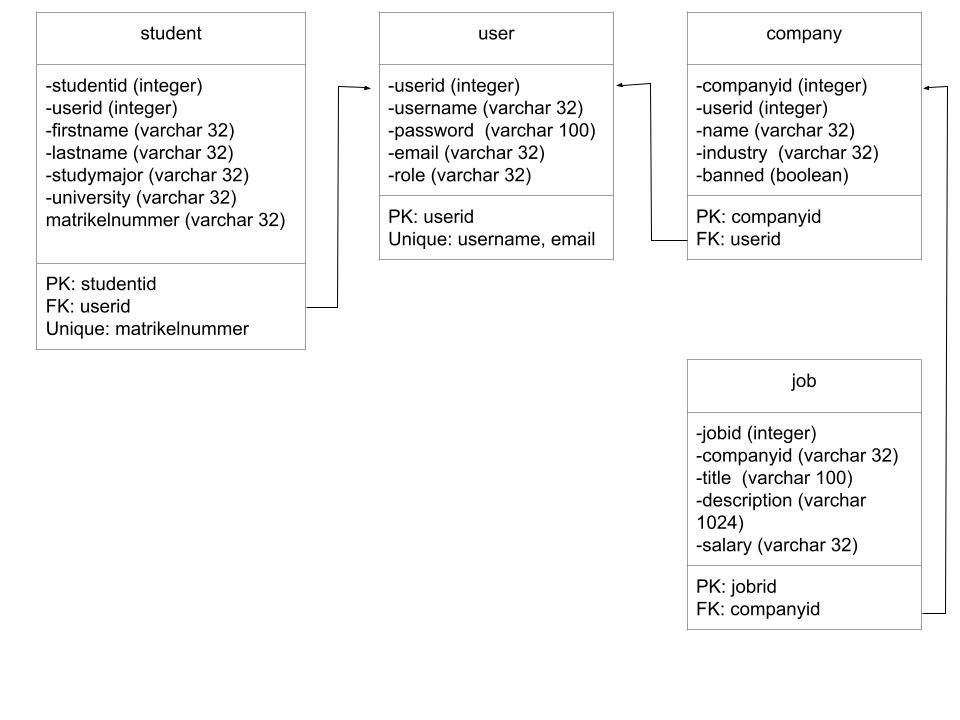 student
-studentid (integer)
-userid (integer)
-firstname (varchar 32)
-lastname (varchar 32)
-studymajor (varchar 32)
-university (varchar 32)
matrikelnummer (varchar 32)
PK: studentid
FK: userid
Unique: matrikelnummer
user
-userid (integer)
-username (varchar 32)
-password  (varchar 100)
-email (varchar 32)
-role (varchar 32)
PK: userid
Unique: username, email
company
-companyid (integer)
-userid (integer)
-name (varchar 32)
-industry  (varchar 32)
-banned (boolean)
PK: companyid
FK: userid
job
-jobid (integer)
-companyid (varchar 32)
-title  (varchar 100)
-description (varchar
1024)
-salary (varchar 32)
PK: jobrid
FK: companyid